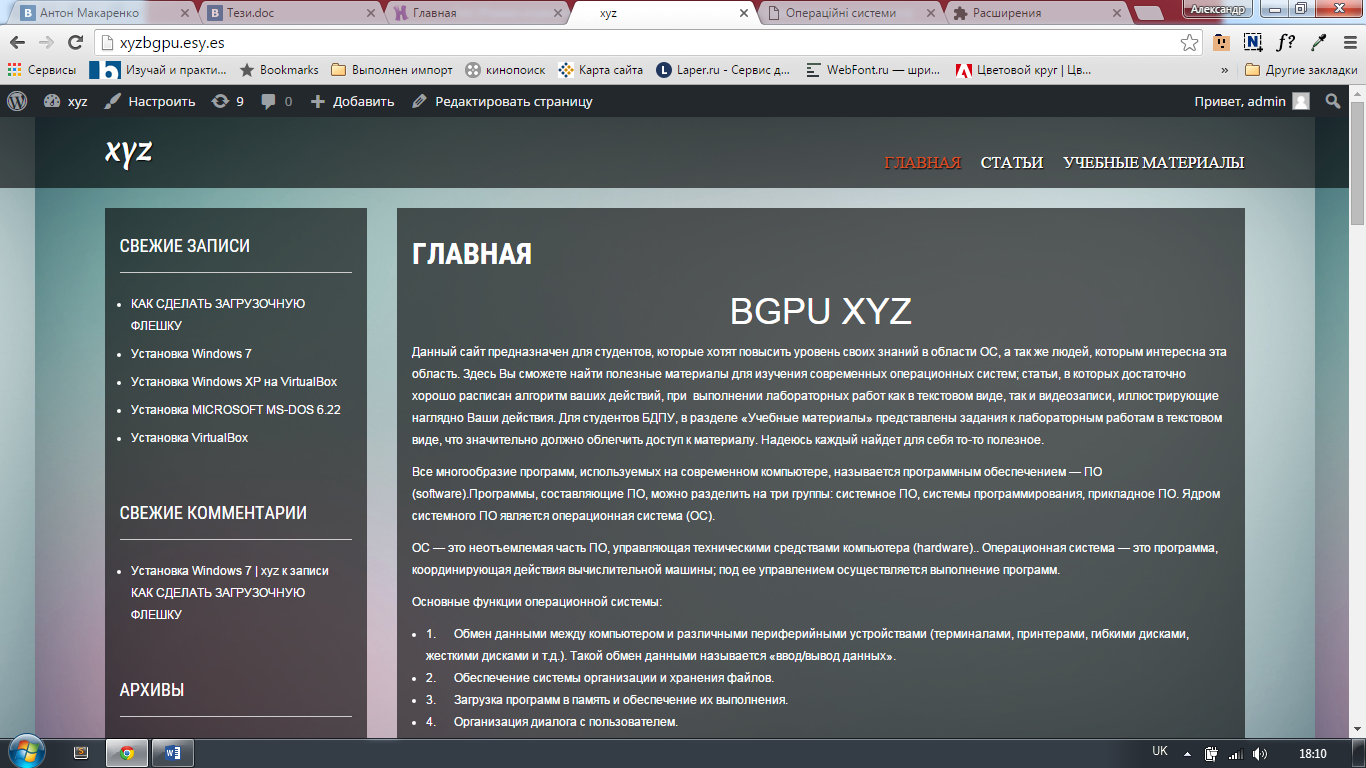 Антон Макаренко
Тези.doc
Главная
xyz
Операційні системи
Расширения
Александр
xyzbgpu.esy.es
f?
Сервисы
Изучай и практи...
Bookmarks
Выполнен импорт
кинопоиск
Карта сайта
Laper.ru - Сервис д...
WebFont.ru — шри...
Цветовой круг | Цв...
»
Другие закладки
xyz
Настроить
9
0
Добавить
Редактировать страницу
Привет, admin
xyz
ГЛАВНАЯ
СТАТЬИ
УЧЕБНЫЕ МАТЕРИАЛЫ
СВЕЖИЕ ЗАПИСИ
КАК СДЕЛАТЬ ЗАГРУЗОЧНУЮ
ФЛЕШКУ
Установка Windows 7
Установка Windows XP на VirtualBox
Установка MICROSOFT MS-DOS 6.22
Установка VirtualBox
СВЕЖИЕ КОММЕНТАРИИ
Установка Windows 7 | xyz к записи
КАК СДЕЛАТЬ ЗАГРУЗОЧНУЮ
ФЛЕШКУ
АРХИВЫ
ГЛАВНАЯ
BGPU XYZ
Данный сайт предназначен для студентов, которые хотят повысить уровень своих знаний в области ОС, а так же людей, которым интересна эта
область. Здесь Вы сможете найти полезные материалы для изучения современных операционных систем; статьи, в которых достаточно
хорошо расписан алгоритм ваших действий, при выполнении лабораторных работ как в текстовом виде, так и видеозаписи, иллюстрирующие
наглядно Ваши действия. Для студентов БДПУ, в разделе «Учебные материалы» представлены задания к лабораторным работам в текстовом
виде, что значительно должно облегчить доступ к материалу. Надеюсь каждый найдет для себя то-то полезное.
Все многообразие программ, используемых на современном компьютере, называется программным обеспечением — ПО
(software).Программы, составляющие ПО, можно разделить на три группы: системное ПО, системы программирования, прикладное ПО. Ядром
системного ПО является операционная система (ОС).
ОС — это неотъемлемая часть ПО, управляющая техническими средствами компьютера (hardware).. Операционная система — это программа,
координирующая действия вычислительной машины; под ее управлением осуществляется выполнение программ.
Основные функции операционной системы:
1. Обмен данными между компьютером и различными периферийными устройствами (терминалами, принтерами, гибкими дисками,
жесткими дисками и т.д.). Такой обмен данными называется «ввод/вывод данных».
2. Обеспечение системы организации и хранения файлов.
3. Загрузка программ в память и обеспечение их выполнения.
4. Организация диалога с пользователем.
UK
18:10